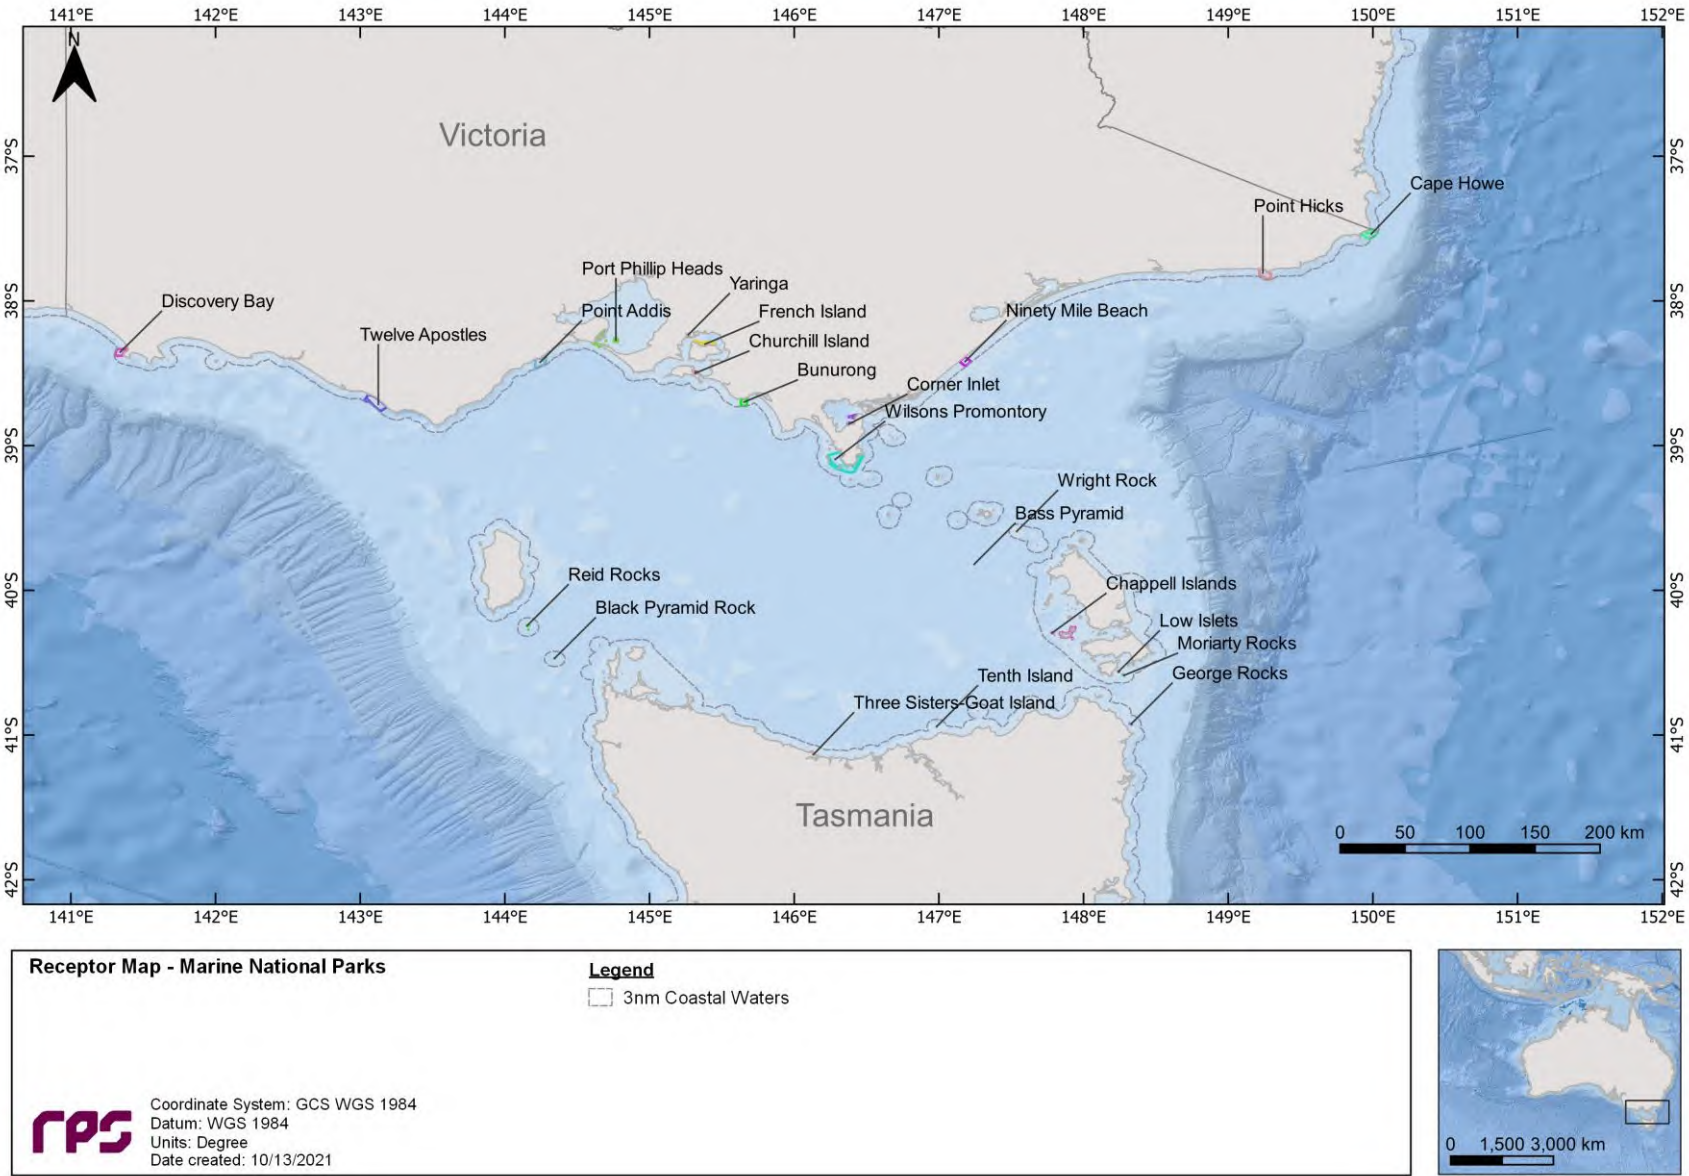 141°E 142°E 143°E 144°E 145°E 146°E 147°E 148°E 149°E 150°E 151°E 152°E
N
Victoria
37°S 37°S
Cape Howe
Point Hicks
Port Phillip Heads
Yaringa
38°S 38°S
Discovery Bay
Point Addis
French Island
Ninety Mile Beach
Twelve Apostles
Churchill Island
Bunurong
Corner Inlet
Wilsons Promontory
39°S 39°S
Wright Rock
Bass Pyramid
Reid Rocks
Chappell Islands
40°S 40°S
Black Pyramid Rock
Low Islets
Moriarty Rocks
Tenth Island
George Rocks
Three Sisters-Goat Island
41°S 41°S
Tasmania
0 50 100 150 200 km
42°S 42°S
141°E 142°E 143°E 144°E 145°E 146°E 147°E 148°E 149°E 150°E 151°E 152°E
Receptor Map - Marine National Parks
Legend
3nm Coastal Waters
rps
Coordinate System: GCS WGS 1984
Datum: WGS 1984
Units: Degree
Date created: 10/13/2021
0 1,500 3,000 km